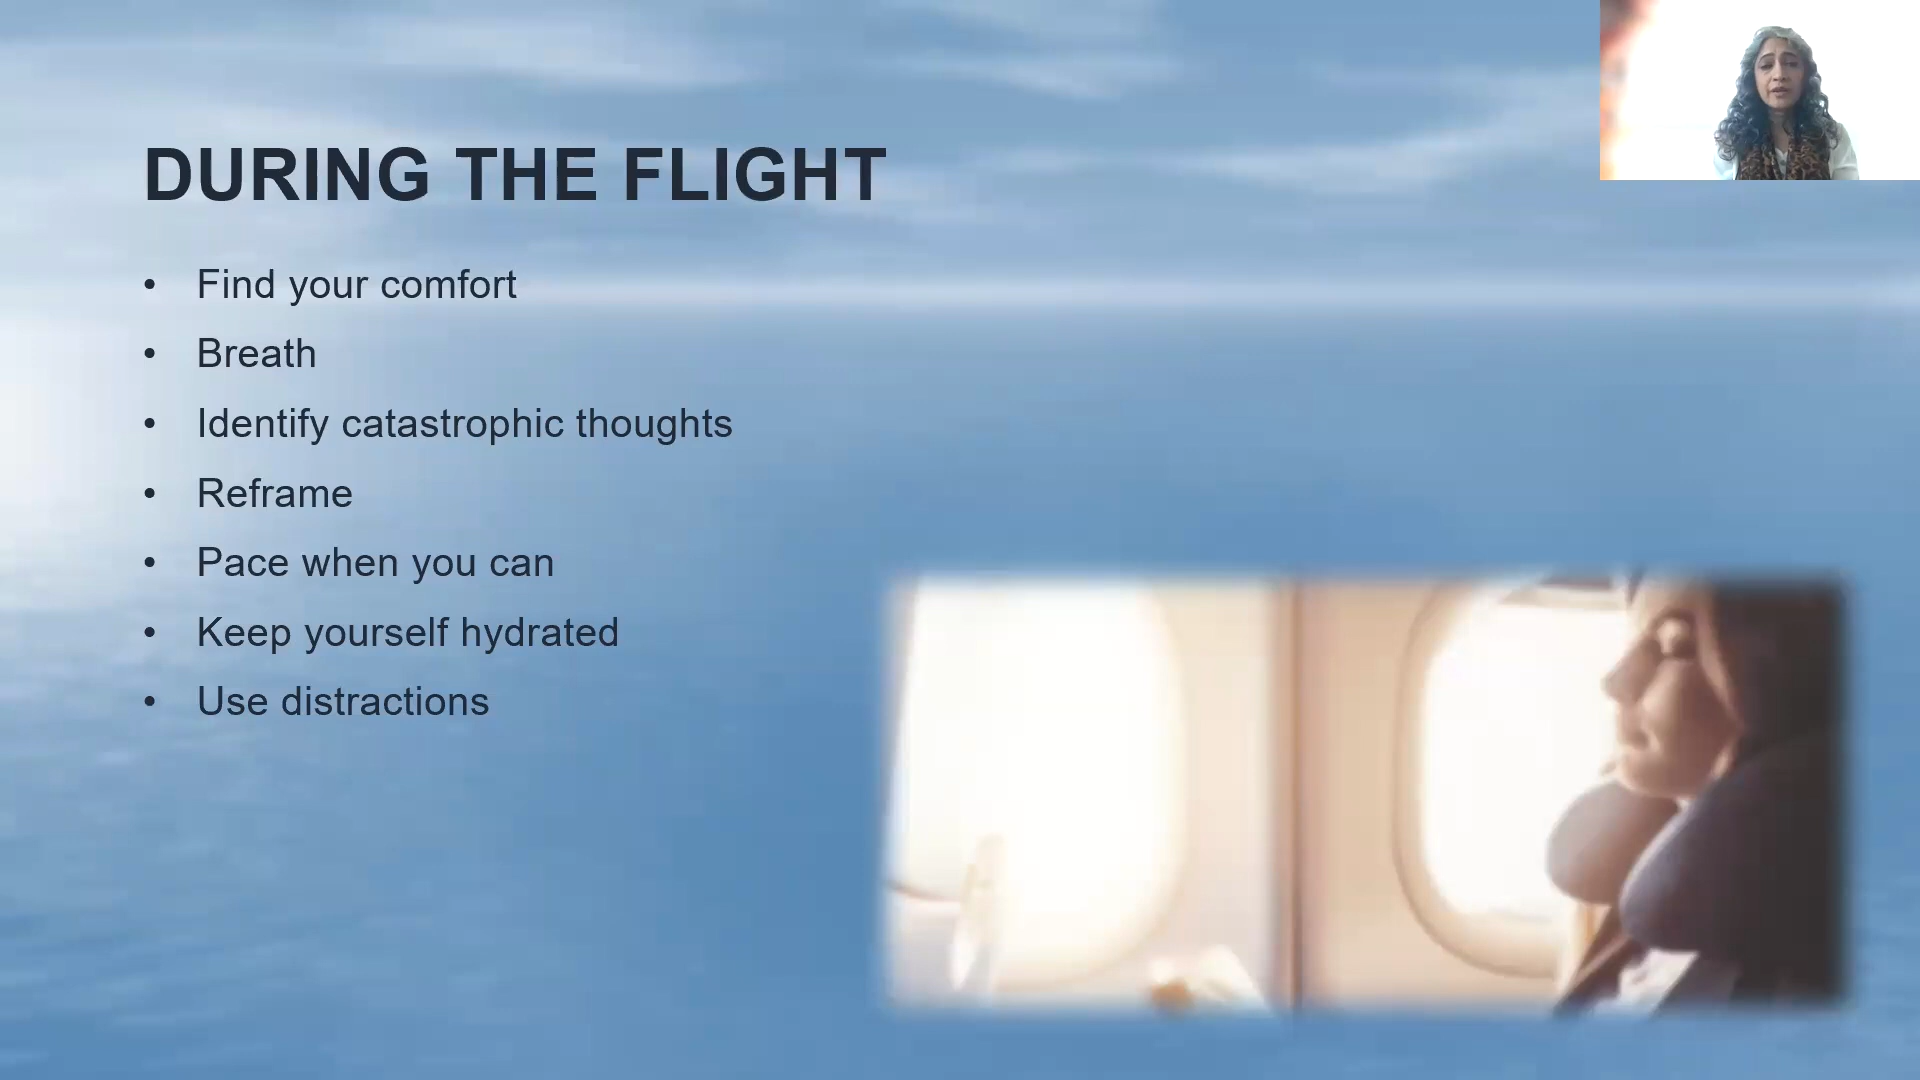 DURING THE FLIGHT
• Find your comfort
• Breath
• Identify catastrophic thoughts
• Reframe
• Pace when you can
• Keep yourself hydrated
• Use distractions